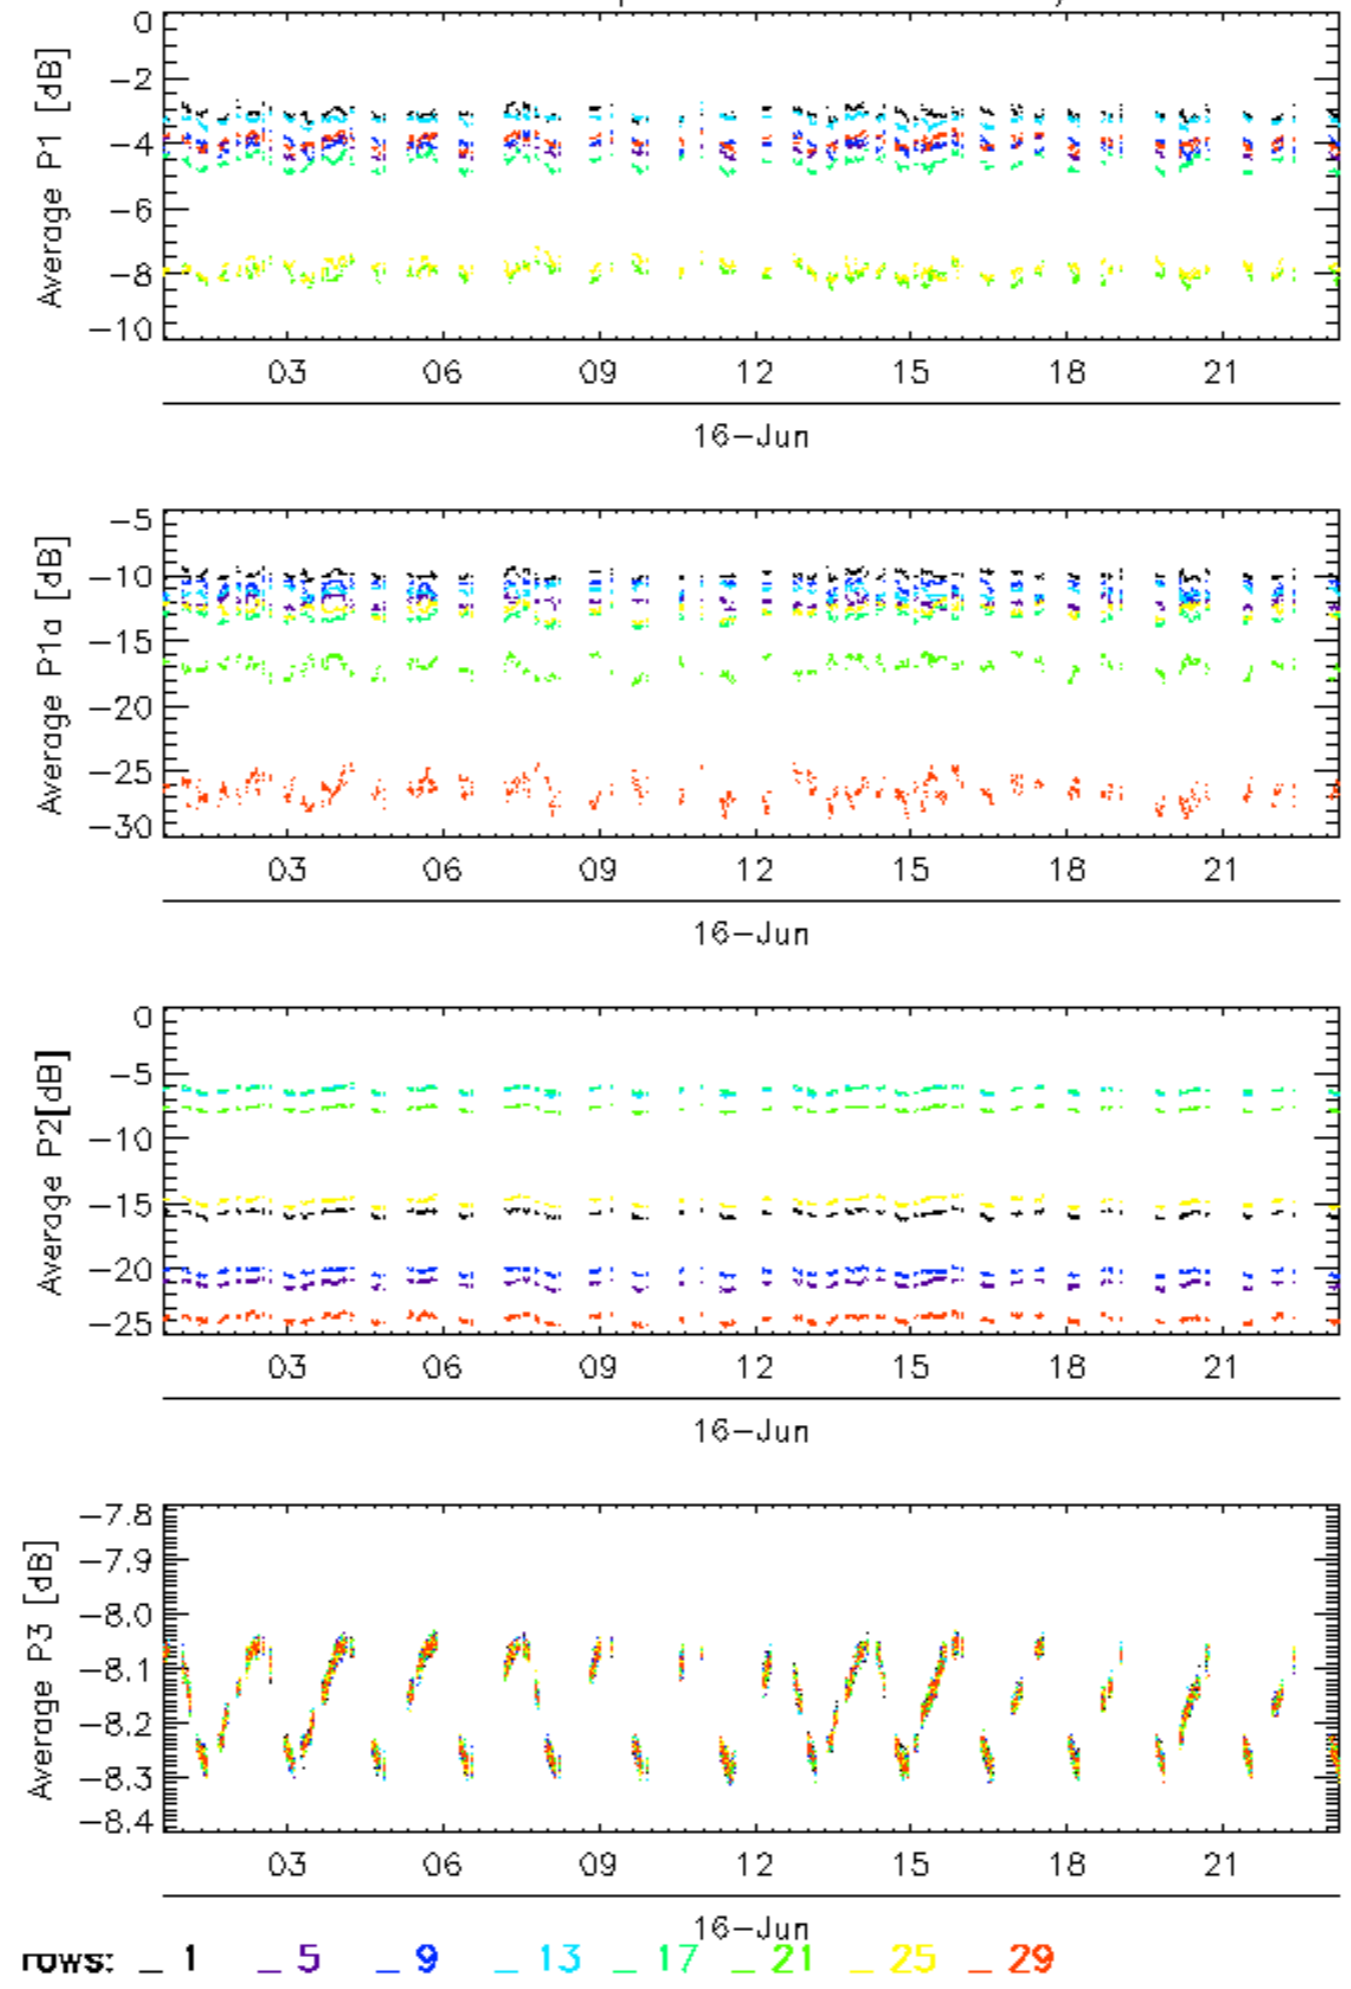 0
−2
−4
−6
−8
−10
Average P1 [dB]
03 06 09 12 15 18 21
16−Jun
−5
−10
−15
−20
−25
−30
Average P1a [dB]
03 06 09 12 15 18 21
16−Jun
0
−5
−10
−15
−20
−25
Average P2[dB]
03 06 09 12 15 18 21
16−Jun
−7.8
−7.9
−8.0
−8.1
−8.2
−8.3
−8.4
Average P3 [dB]
03 06 09 12 15 18 21
16−Jun
rows: _ 1 _ 5 _ 9 _ 13 _ 17 _ 21 _ 25 _ 29